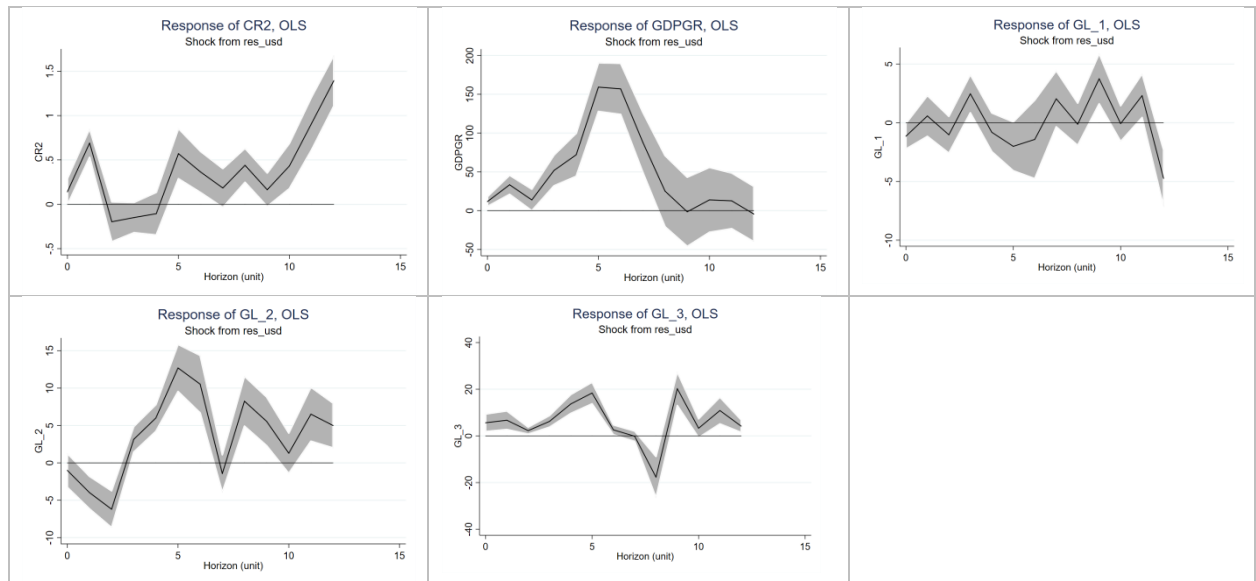 Response of CR2, OLS
Shock from res_usd
CR2
1.5
1
.5
0
-.5
0
5
10
15
Horizon (unit)
Response of GDPGR, OLS
Shock from res_usd
GDPGR
200
150
100
50
0
-50
0
5
10
15
Horizon (unit)
Response of GL_1, OLS
Shock from res_usd
GL_1
5
0
-5
-10
0
5
10
15
Horizon (unit)
Response of GL_2, OLS
Shock from res_usd
GL_2
15
10
5
0
-5
-10
0
5
10
15
Horizon (unit)
Response of GL_3, OLS
Shock from res_usd
GL_3
40
20
0
-20
-40
0
5
10
15
Horizon (unit)